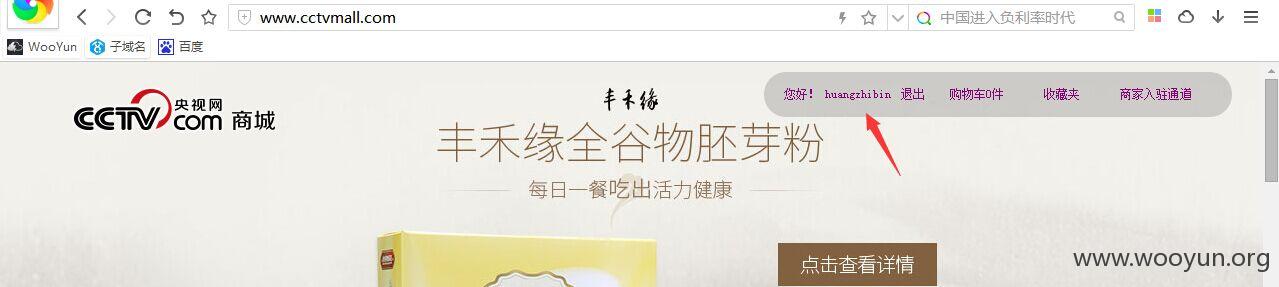 www.cctvmall.com
中国进入负利率时代
WooYun 子域名 百度
CCTV.com 央视网 商城
您好! huangzhibin 退出 购物车0件 收藏夹 商家入驻通道
丰禾缘
丰禾缘全谷物胚芽粉
每日一餐吃出活力健康
点击查看详情
www.wooyun.org